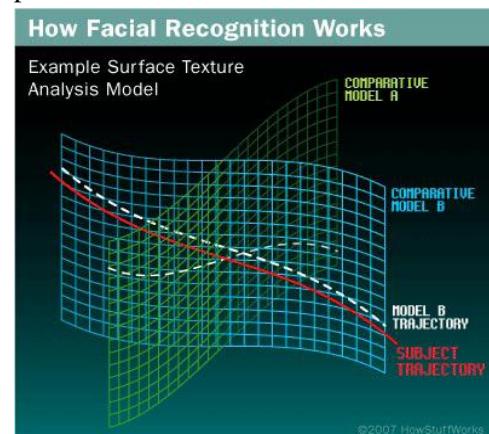 How Facial Recognition Works
Example Surface Texture
Analysis Model
COMPARATIVE
MODEL A
COMPARATIVE
MODEL B
MODEL B
TRAJECTORY
SUBJECT
TRAJECTORY
©2007 HowStuffWorks